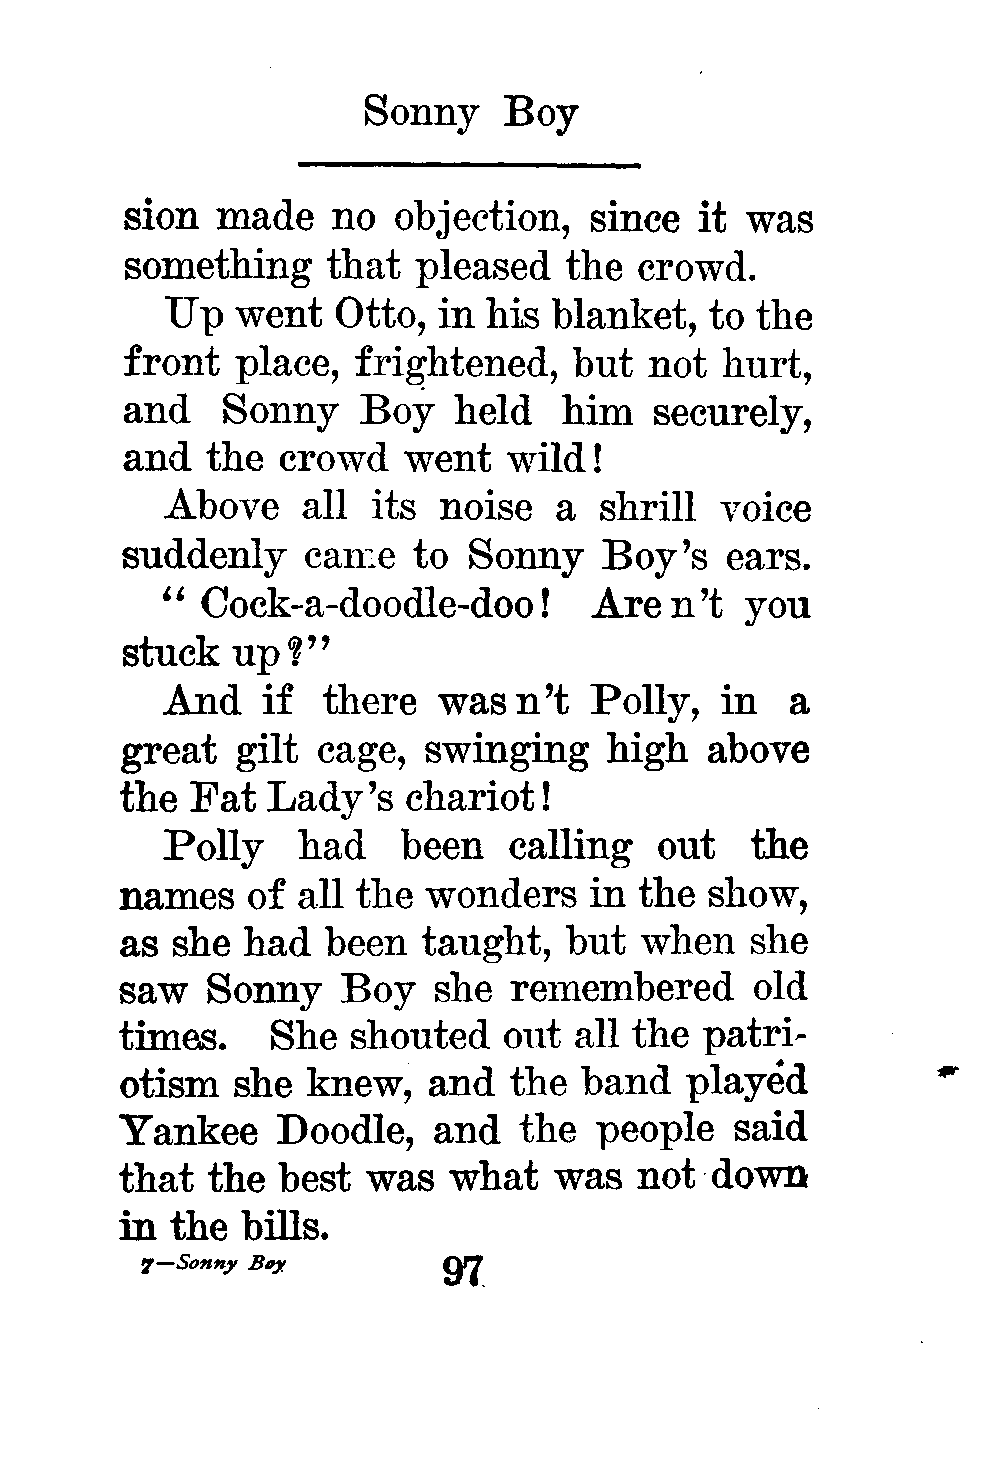 Sonny Boy
sion made no objection, since it was
something that pleased the crowd.
Up went Otto, in his blanket, to the
front place, frightened, but not hurt,
and Sonny Boy held him securely,
and the crowd went wild!
Above all its noise a shrill voice
suddenly came to Sonny Boy's ears.
"Cock-a-doodle-doo! Are n't you
stuck up?"
And if there was n't Polly, in a
great gilt cage, swinging high above
the Fat Lady's chariot!
Polly had been calling out the
names of all the wonders in the show,
as she had been taught, but when she
saw Sonny Boy she remembered old
times. She shouted out all the patri-
otism she knew, and the band played
Yankee Doodle, and the people said
that the best was what was not down
in the bills.
7—Sonny Boy 97